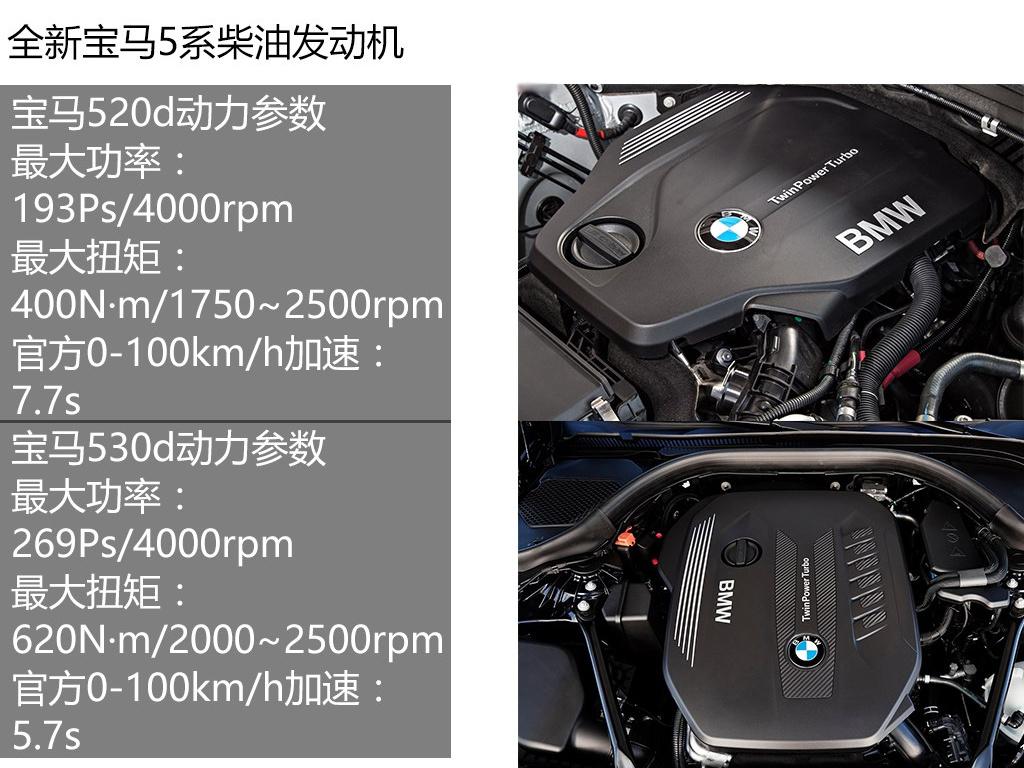 全新宝马5系柴油发动机
宝马520d动力参数
最大功率：
193Ps/4000rpm
最大扭矩：
400N·m/1750~2500rpm
官方0-100km/h加速：
7.7s
宝马530d动力参数
最大功率：
269Ps/4000rpm
最大扭矩：
620N·m/2000~2500rpm
官方0-100km/h加速：
5.7s
TwinPower Turbo
BMW
BMW
TwinPower Turbo
BMW
BMW